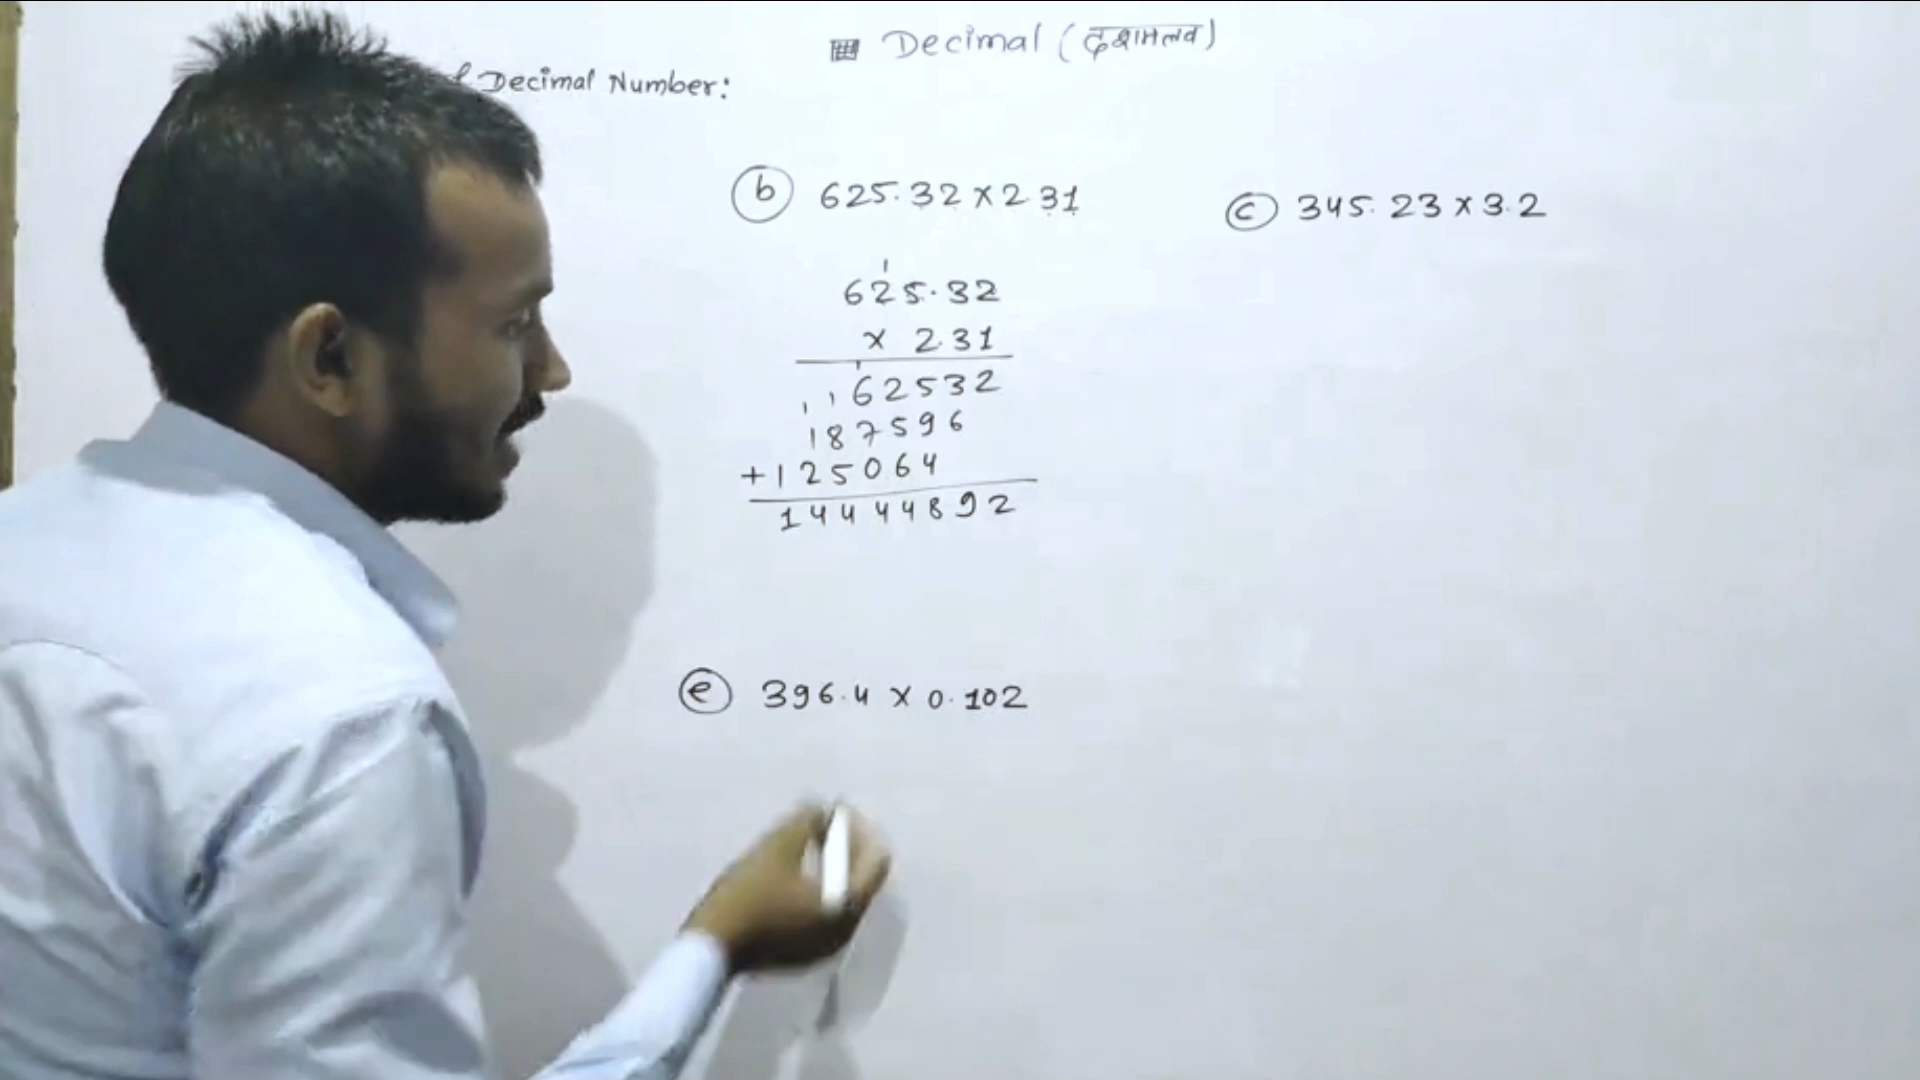 Decimal (दशमलव)
Decimal Number:
b 625.32 x 2.31
625.32
x 2.31
62532
187596
+125064
14444892
c 345.23 x 3.2
e 396.4 x 0.102